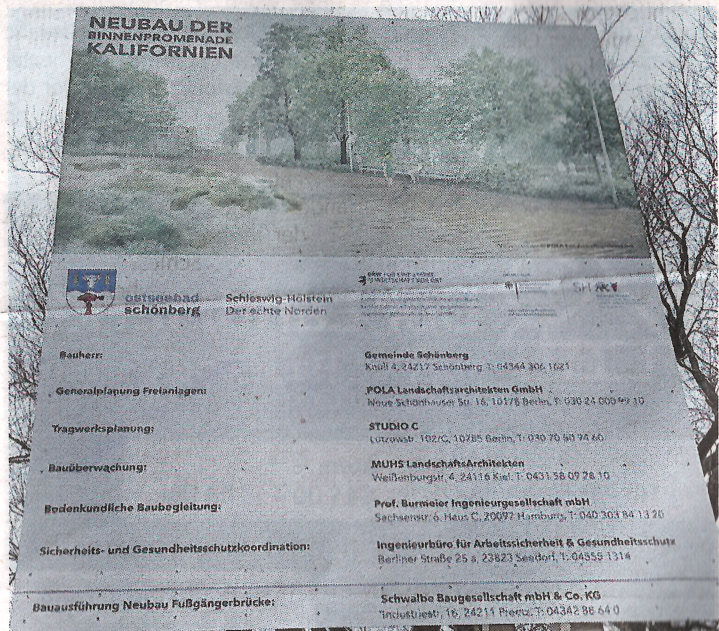 NEUBAU DER
BINNENPROMENADE
KALIFORNIEN
ostseebad
schönberg
Schleswig-Holstein
Der echte Norden
SH
Bauherr:
Gemeinde Schönberg
Knüll 4, 24217 Schönberg T: 04344 306 1621
Generalplanung Freianlagen:
POLA Landschaftsarchitekten GmbH
Neue Schönhauser Str. 16, 10178 Berlin, T: 030 24 000 99 10
Tragwerksplanung:
STUDIO C
Lützowstr. 102/C, 10785 Berlin, T: 030 70 50 94 60
Bauüberwachung:
MUHS LandschaftsArchitekten
Weißenburgstr. 4, 24116 Kiel T: 0431 58 09 28 10
Bodenkundliche Baubegleitung:
Prof. Burmeier Ingenieurgesellschaft mbH
Haus C, 20097 Hamburg, T: 040 303 84 13 20
Sicherheits- und Gesundheitsschutzkoordination:
Ingenieurbüro für Arbeitssicherheit & Gesundheitsschutz
Berliner Straße 25 a, 23823 Seedorf, T: 04555 1314
Bauausführung Neubau Fußgängerbrücke:
Schwalbe Baugesellschaft mbH & Co. KG
Industriestr. 16, 24211 Preetz, T: 04342 86 64 0